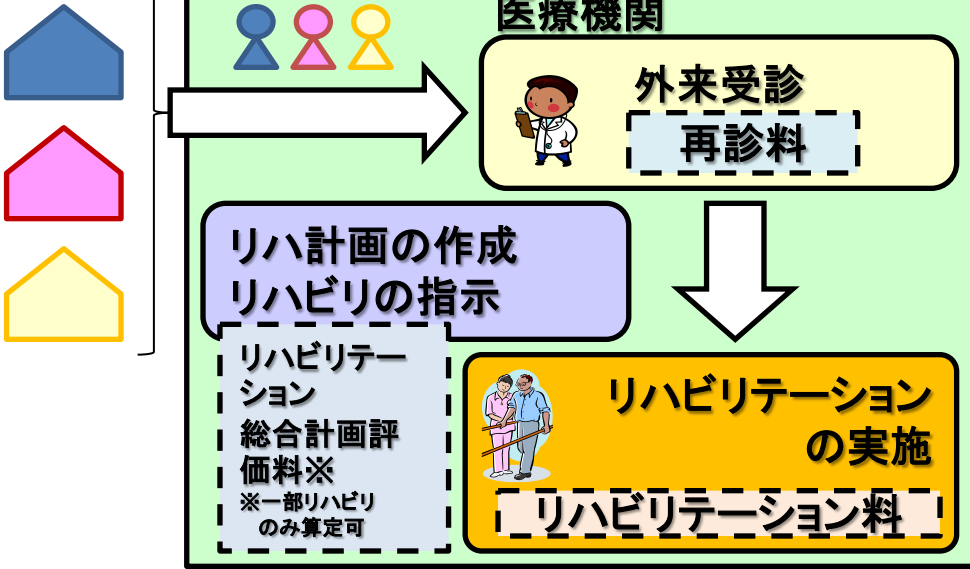 医療機関
外来受診
再診料
リハ計画の作成
リハビリの指示
リハビリテー
ション
総合計画評
価料※
※一部リハビリ
のみ算定可
リハビリテーション
の実施
リハビリテーション料